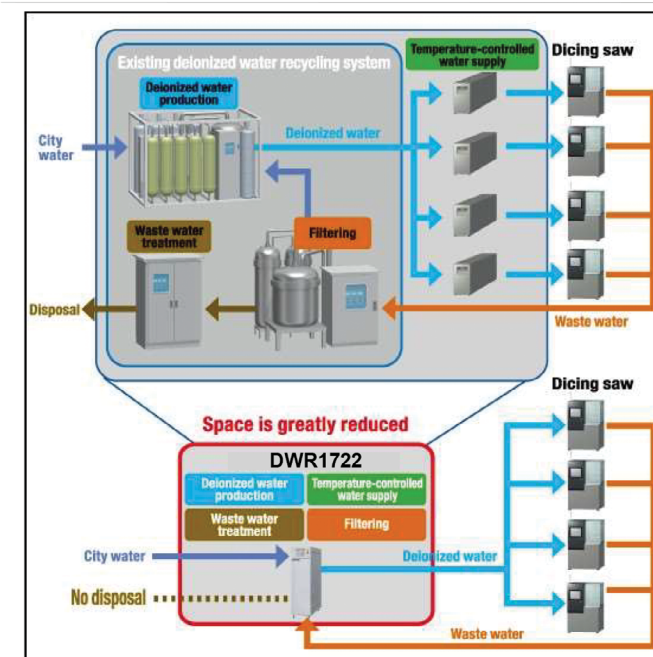 Existing deionized water recycling system
Temperature-controlled
water supply
Dicing saw
Deionized water
production
City
water
Deionized water
Waste water
treatment
Filtering
Disposal
Waste water
Dicing saw
Space is greatly reduced
DWR1722
Deionized water
production
Temperature-controlled
water supply
Waste water
treatment
Filtering
City water
Deionized water
No disposal
Waste water